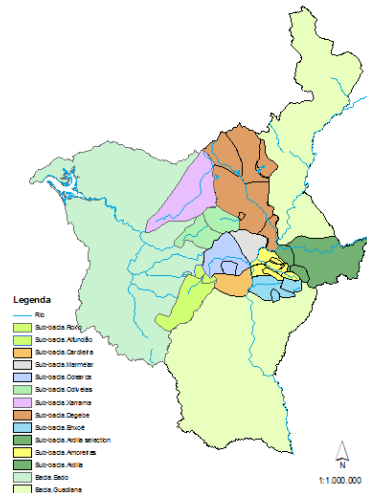 Legenda
Rio
Sub-bacia.Roxo
Sub-bacia.Alfundão
Sub-bacia.Cardeira
Sub-bacia.Marmelar
Sub-bacia.Odearca
Sub-bacia.Odivelas
Sub-bacia.Xarrama
Sub-bacia.Degebe
Sub-bacia.Enxoé
Sub-bacia.Ardila selection
Sub-bacia.Amoreiras
Sub-bacia.Ardila
Bacia.Sado
Bacia.Guadiana
N
1:1.000.000